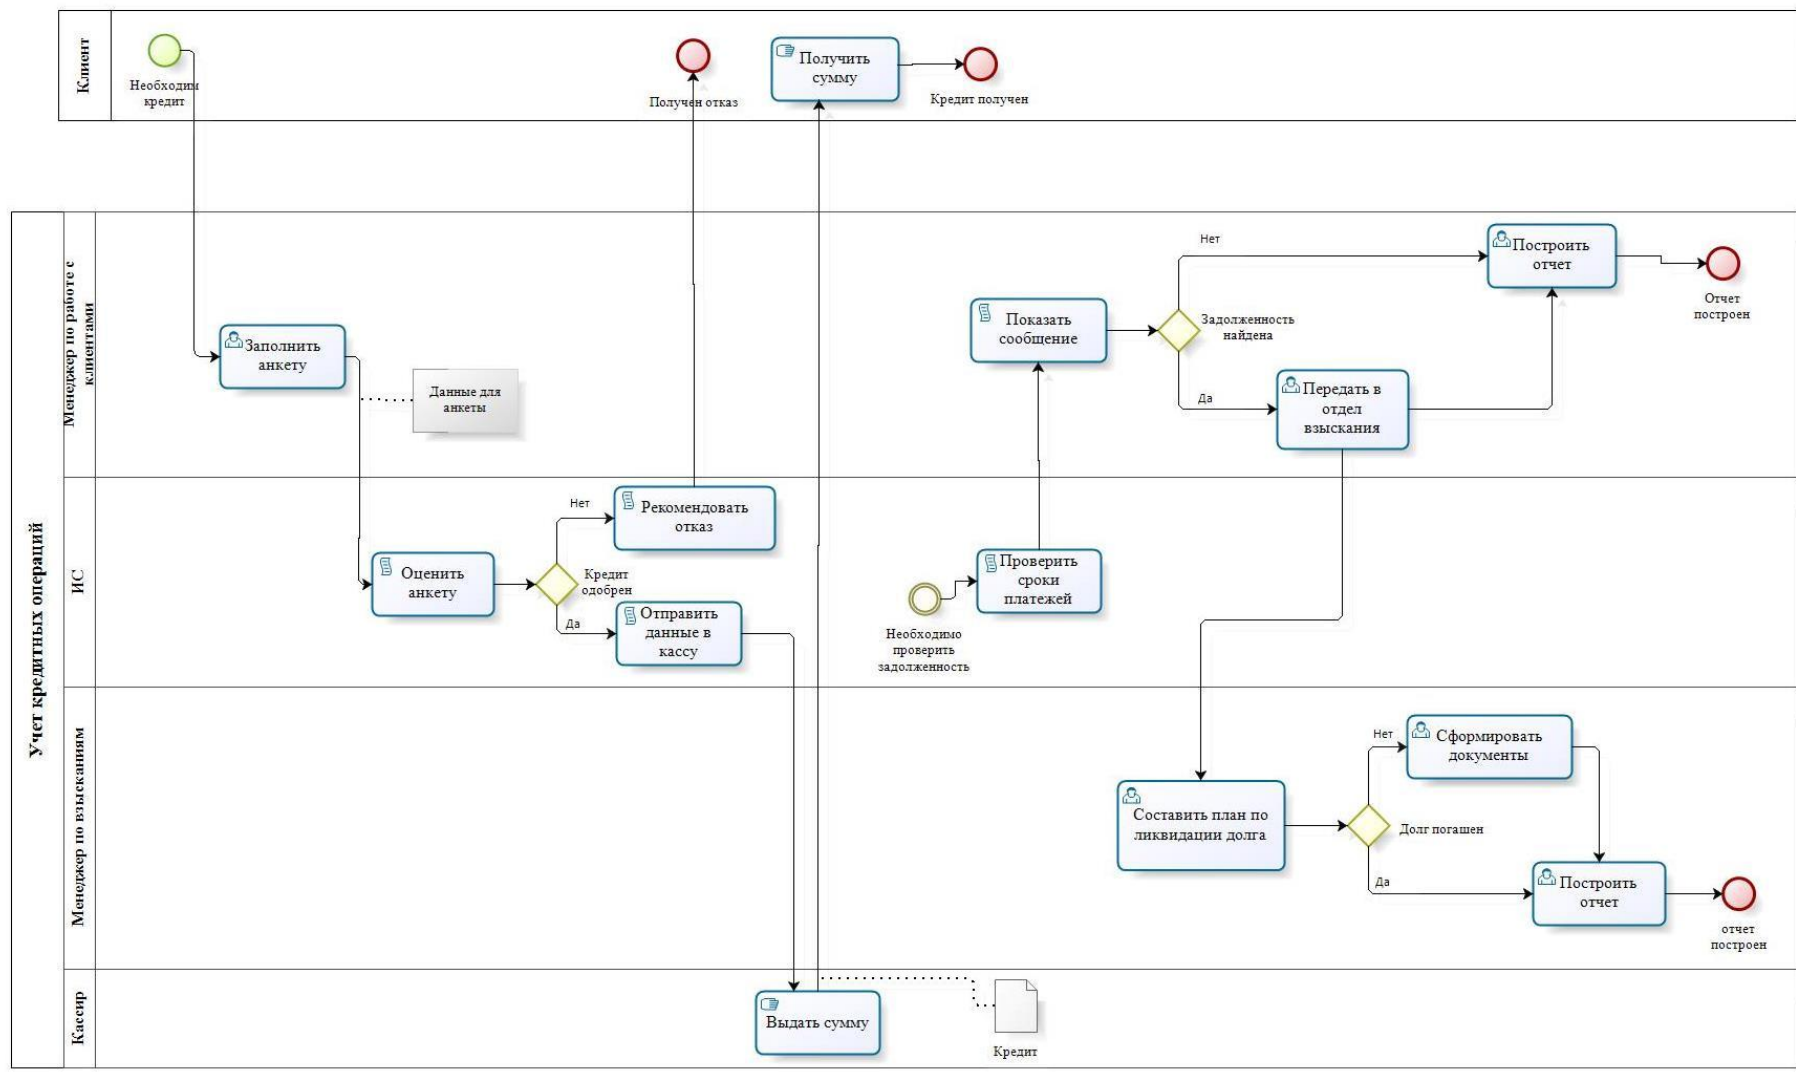 Клиент
Необходим
кредит
Получен отказ
Получить
сумму
Кредит получен
Учет кредитных операций
Менеджер по работе с
клиентами
Заполнить
анкету
Данные для
анкеты
Показать
сообщение
Нет
Задолженность
найдена
Да
Построить
отчет
Отчет
построен
Передать в
отдел
взыскания
ИС
Оценить
анкету
Нет
Кредит
одобрен
Да
Рекомендовать
отказ
Отправить
данные в
кассу
Необходимо
проверить
задолженность
Проверить
сроки
платежей
Менеджер по взысканиям
Составить план по
ликвидации долга
Нет
Долг погашен
Да
Сформировать
документы
Построить
отчет
отчет
построен
Кассир
Выдать сумму
Кредит